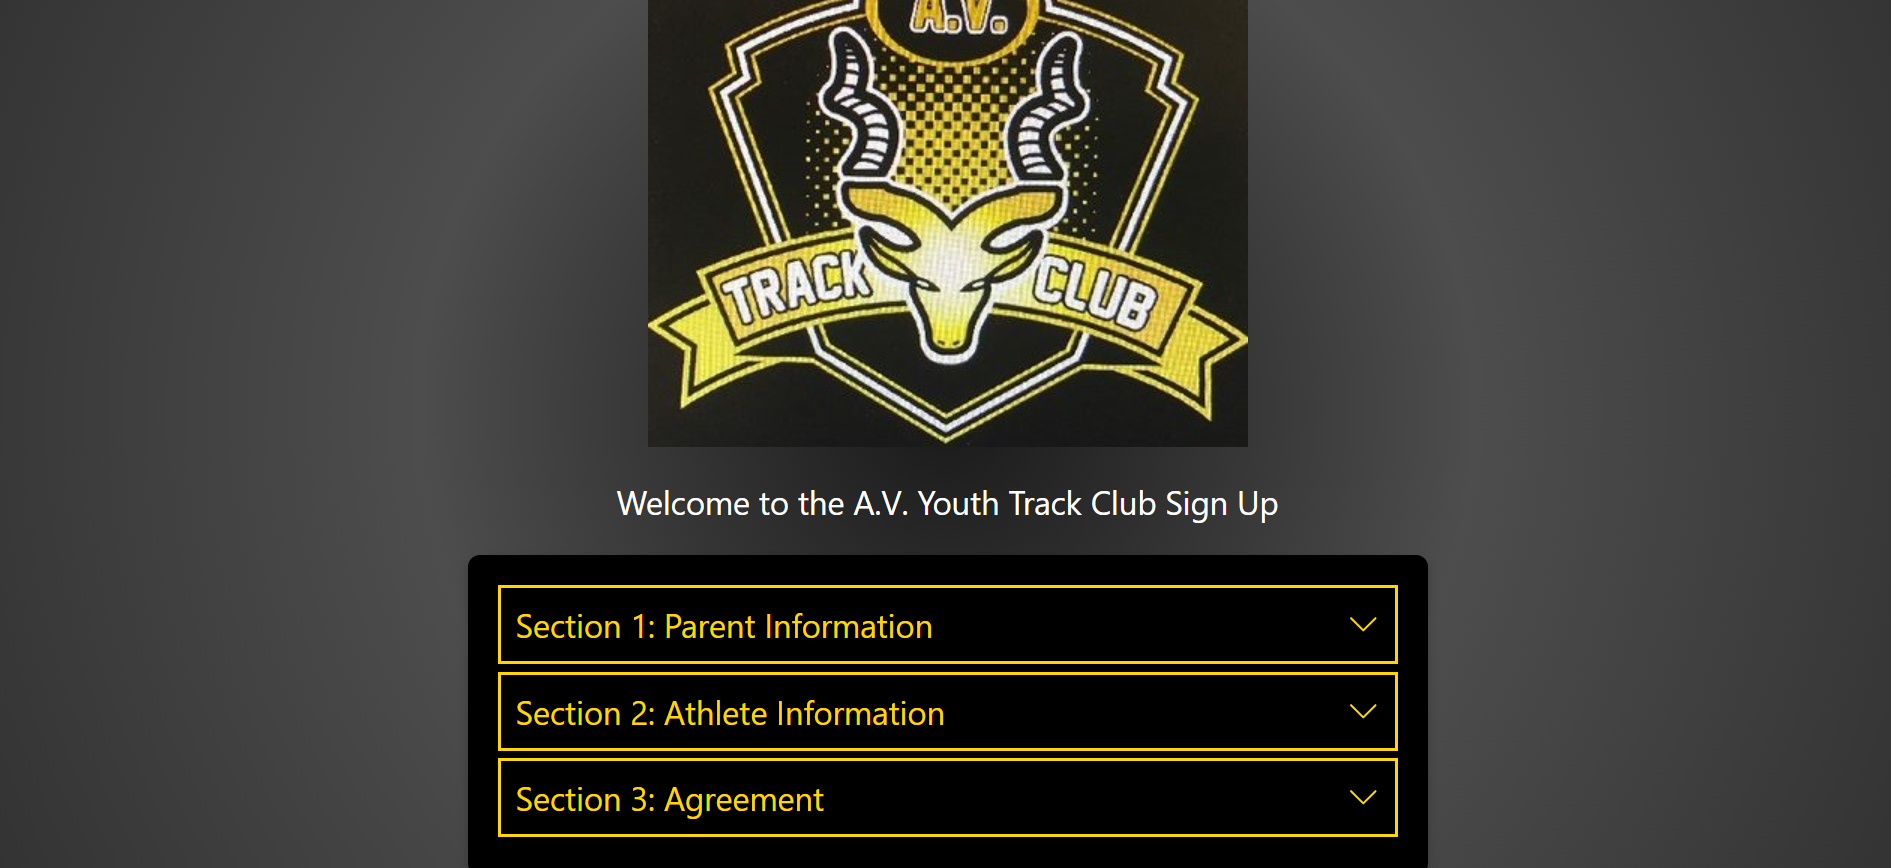 A.V.
TRACK CLUB
Welcome to the A.V. Youth Track Club Sign Up
Section 1: Parent Information
Section 2: Athlete Information
Section 3: Agreement